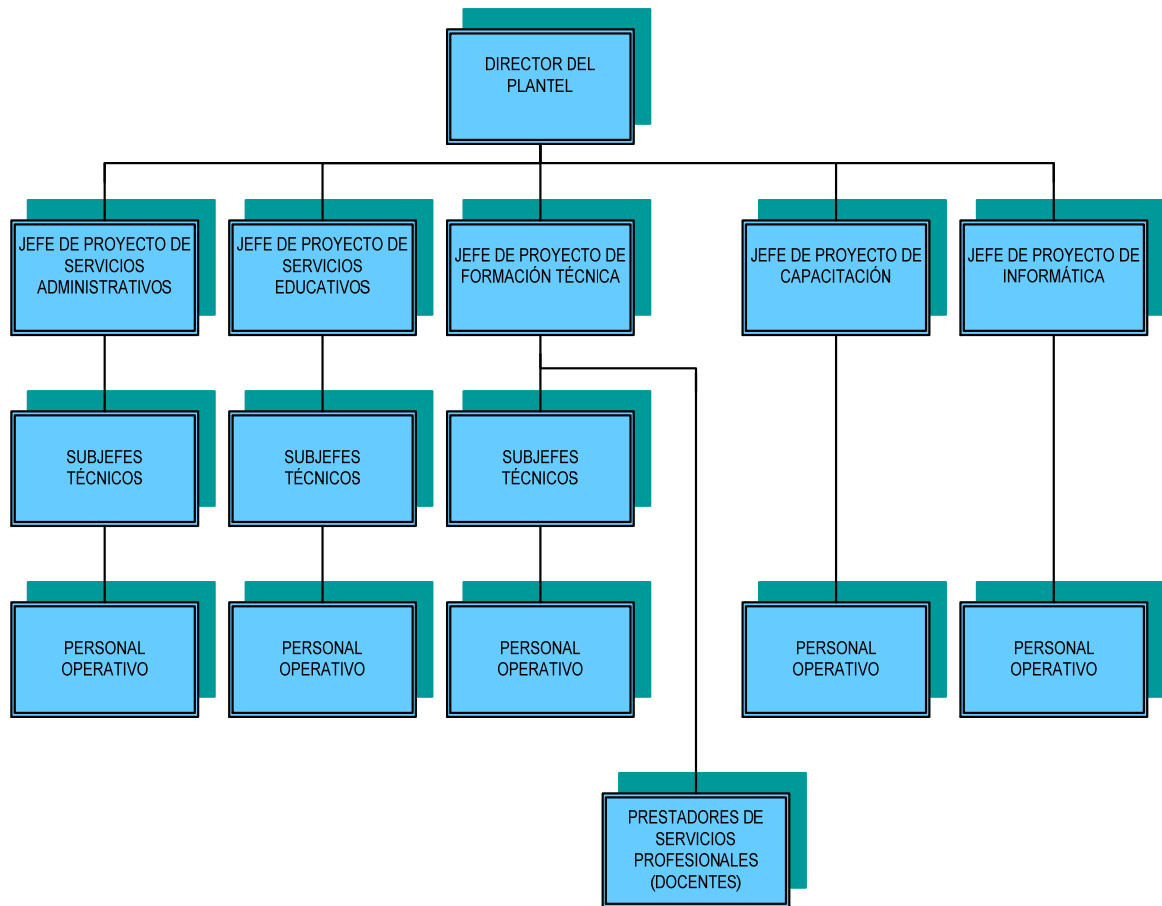 DIRECTOR DEL
PLANTEL
JEFE DE PROYECTO DE
SERVICIOS
ADMINISTRATIVOS
JEFE DE PROYECTO DE
SERVICIOS
EDUCATIVOS
JEFE DE PROYECTO DE
FORMACIÓN TÉCNICA
JEFE DE PROYECTO DE
CAPACITACIÓN
JEFE DE PROYECTO DE
INFORMÁTICA
SUBJEFES
TÉCNICOS
SUBJEFES
TÉCNICOS
SUBJEFES
TÉCNICOS
PERSONAL
OPERATIVO
PERSONAL
OPERATIVO
PERSONAL
OPERATIVO
PERSONAL
OPERATIVO
PERSONAL
OPERATIVO
PRESTADORES DE
SERVICIOS
PROFESIONALES
(DOCENTES)